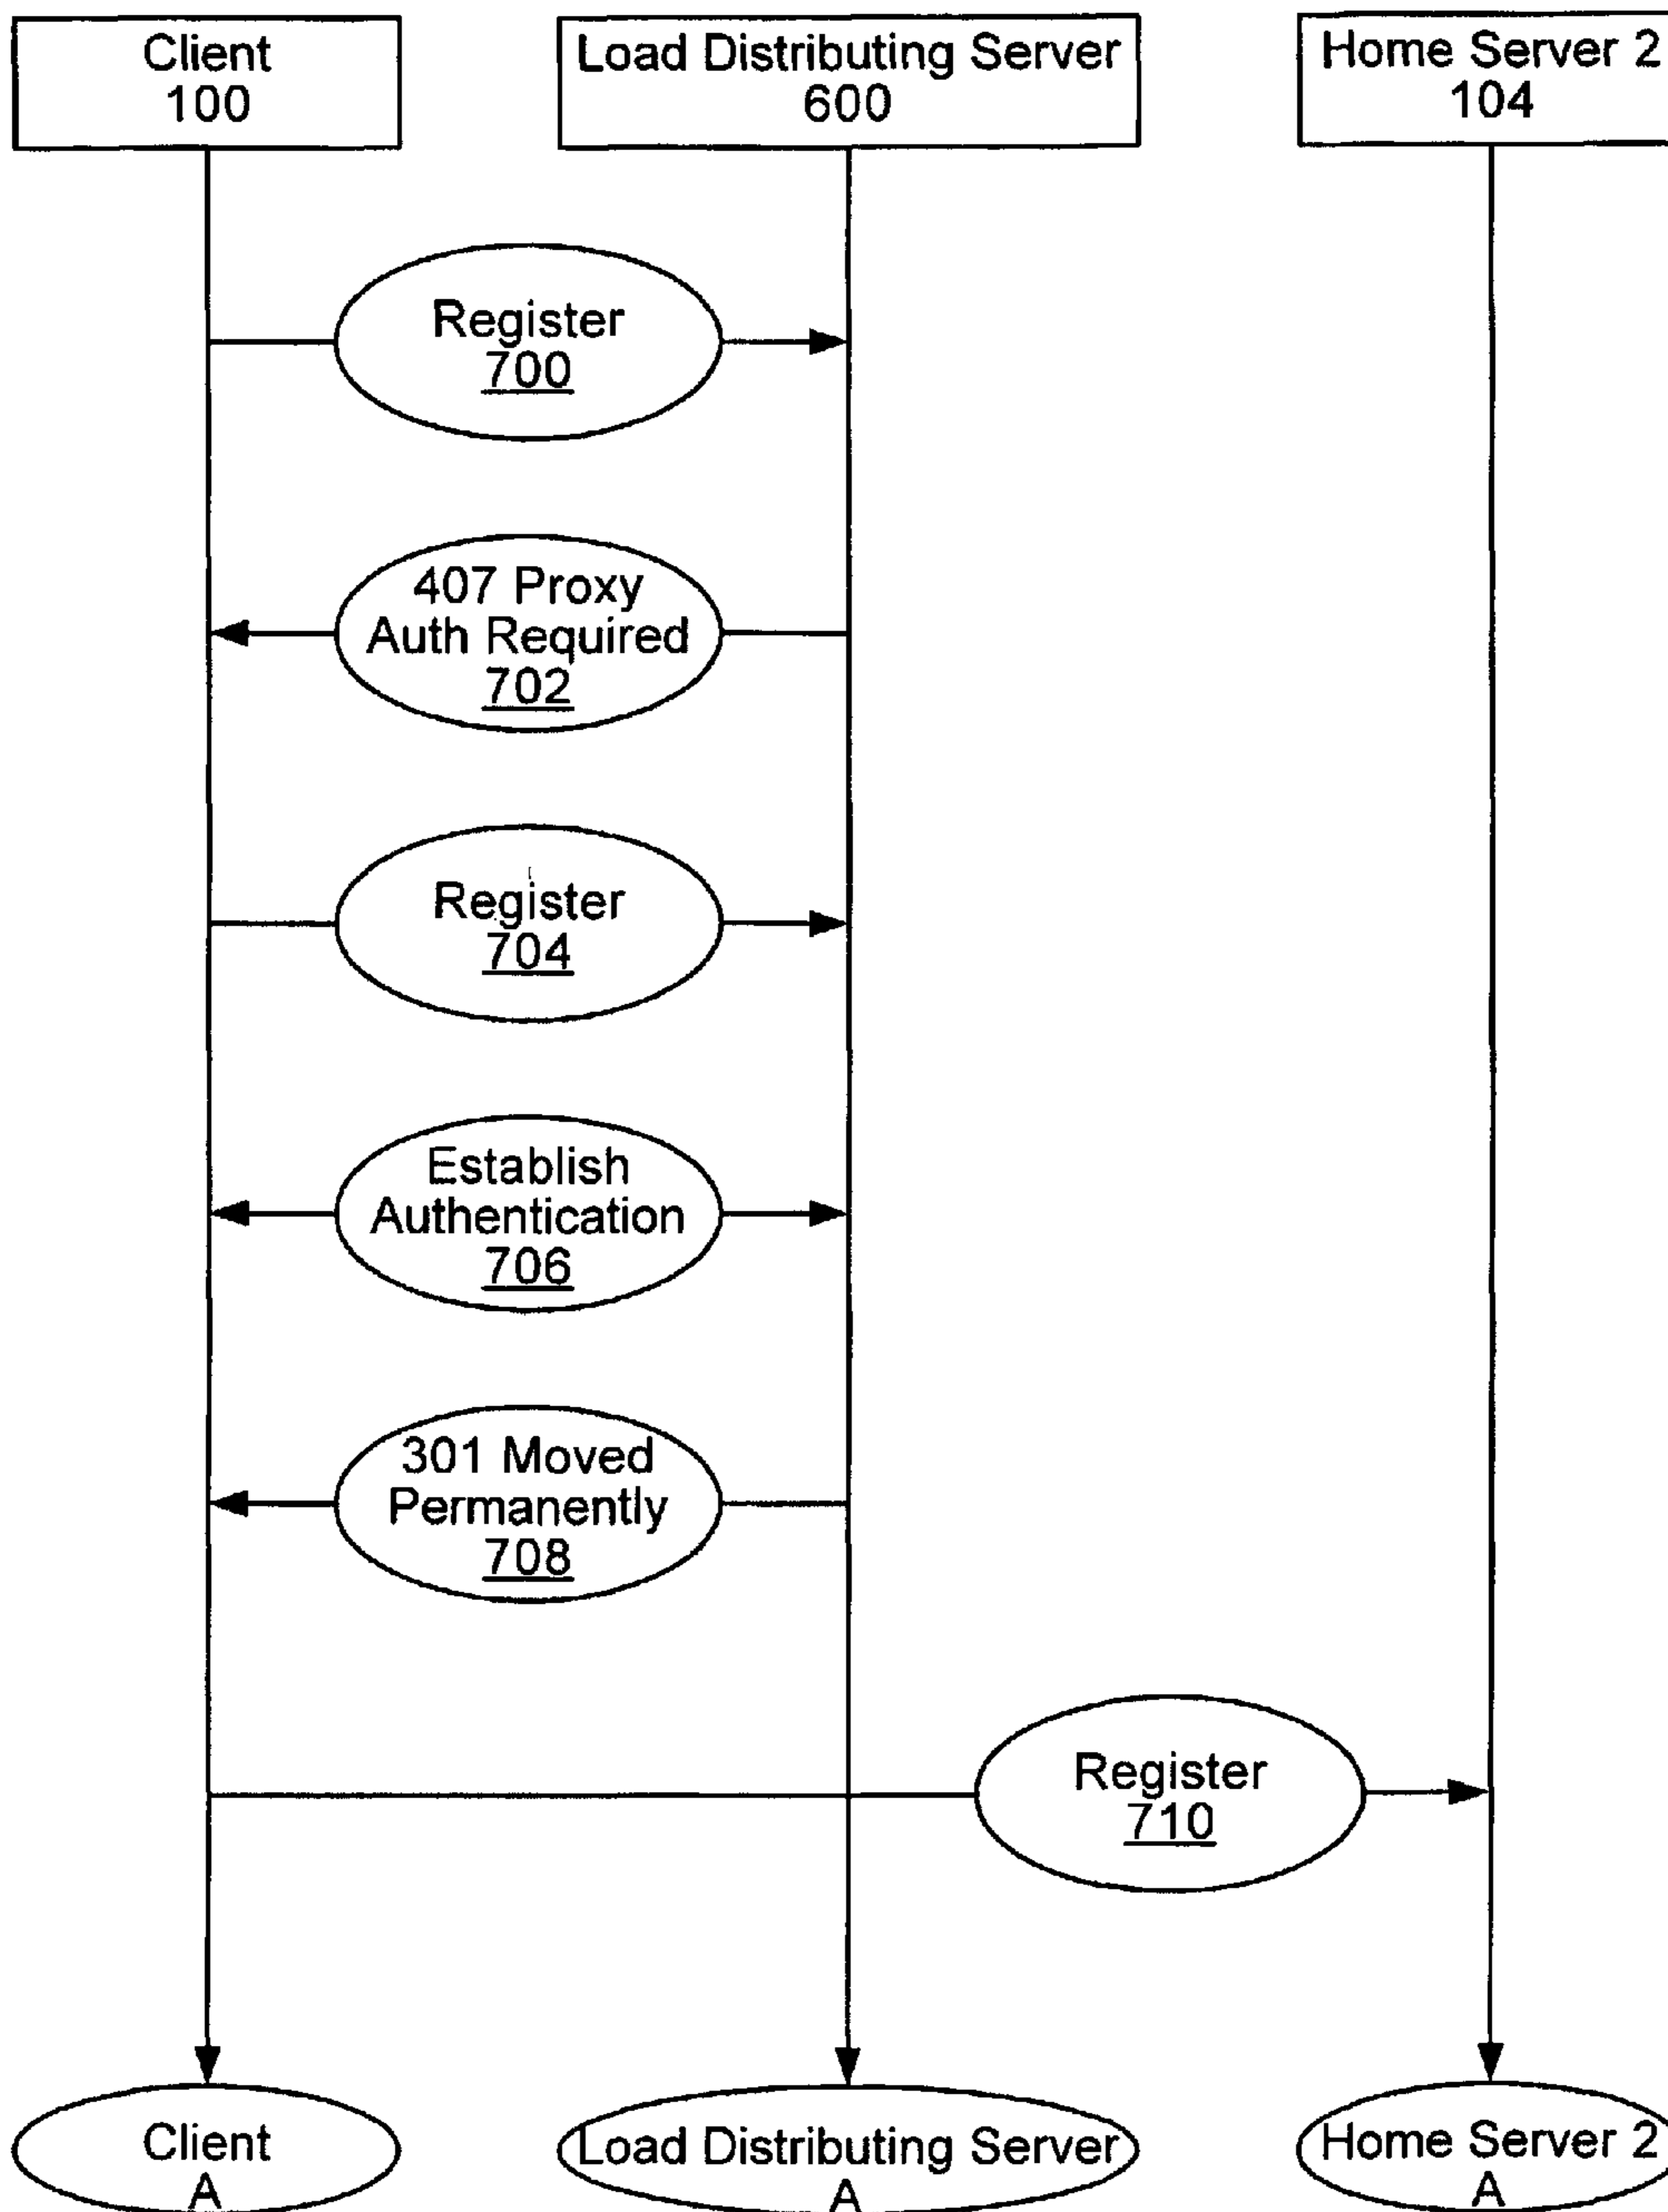 Client
100
Load Distributing Server
600
Home Server 2
104
Register
700
407 Proxy
Auth Required
702
Register
704
Establish
Authentication
706
301 Moved
Permanently
708
Register
710
Client
A
Load Distributing Server
A
Home Server 2
A